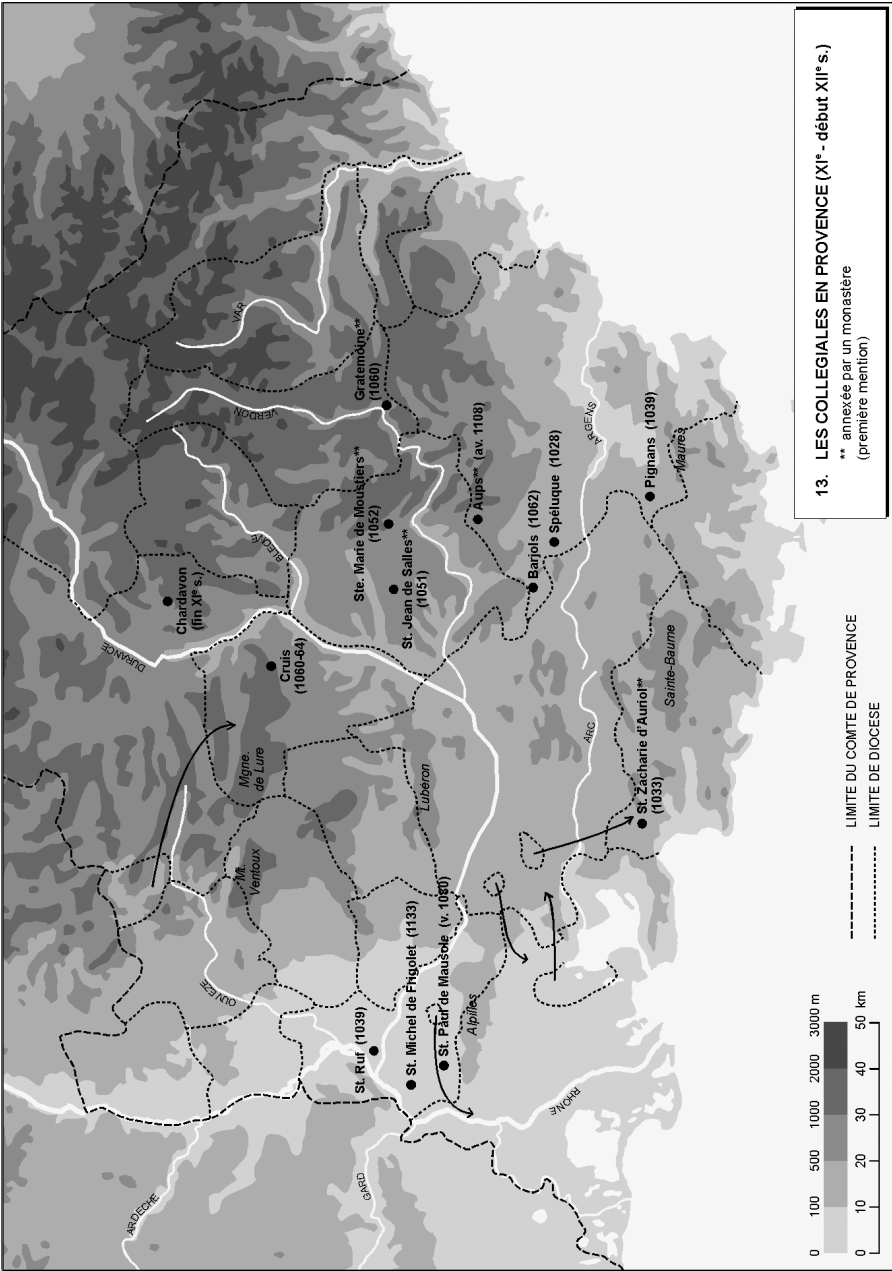 13. LES COLLEGIALES EN PROVENCE (XIᵉ - début XIIᵉ s.)
** annexée par un monastère
(première mention)
LIMITE DU COMTE DE PROVENCE
LIMITE DE DIOCESE
0 100 500 1000 2000 3000 m
0 10 20 30 40 50 km
ARDECHE
GARD
RHONE
OUVEZE
DURANCE
BLEONE
VERDON
VAR
ARGENS
ARC
Mt.
Ventoux
Mgne.
de Lure
Lubéron
Alpilles
Sainte-Baume
Maures
Chardavon
(fin XIᵉ s.)
Cruis
(1060-64)
Ste. Marie de Moustiers**
(1052)
St. Jean de Salles**
(1051)
Gratemoine**
(1060)
Aups** (av. 1108)
Barjols (1062)
Spéluque (1028)
Pignans (1039)
St. Zacharie d'Auriol**
(1033)
St. Ruf (1039)
St. Michel de Frigolet (1133)
St. Paul de Mausole (v. 1080)